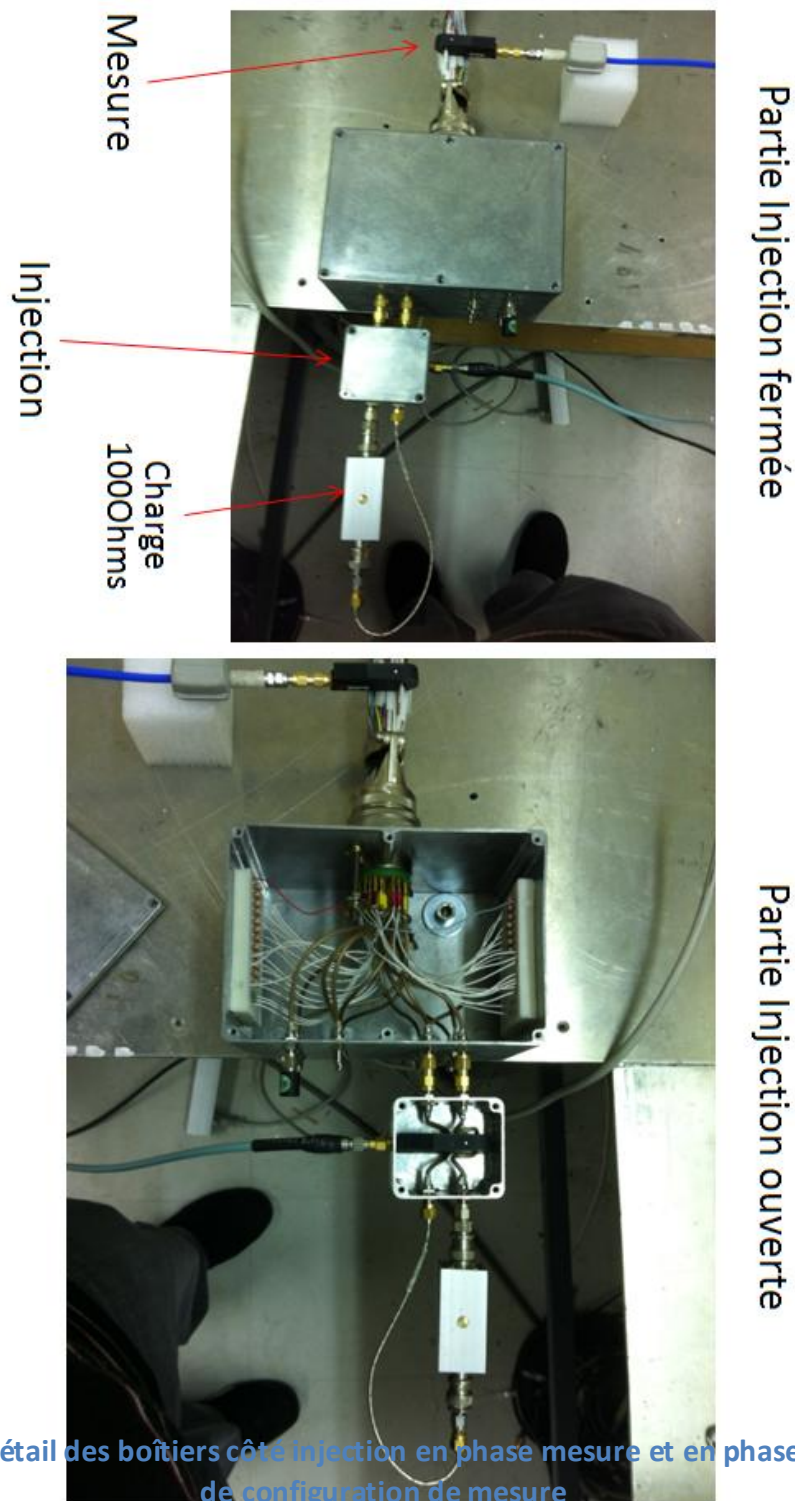 Partie Injection fermée
Mesure
Injection
Charge
100Ohms
Partie Injection ouverte
étail des boîtiers côté injection en phase mesure et en phase
de configuration de mesure